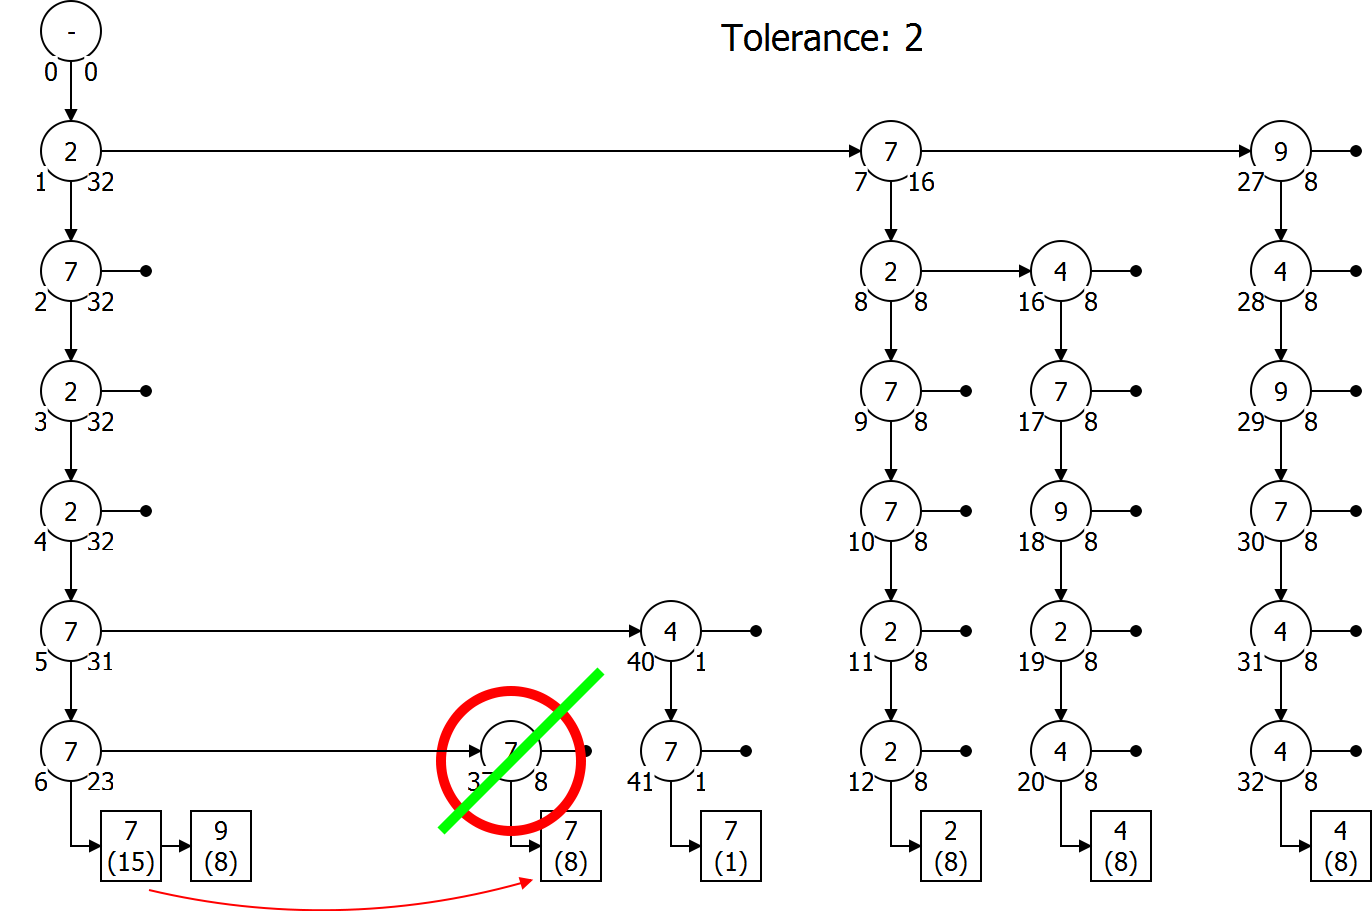 -
Tolerance: 2
0 0
2 7 9
1 32 7 16 27 8
7 2 4 4
2 32 8 8 16 8 28 8
2 7 7 9
3 32 9 8 17 8 29 8
2 7 9 7
4 32 10 8 18 8 30 8
7 4 2 2 4
5 31 40 1 11 8 19 8 31 8
7 7 7 2 4 4
6 23 37 8 41 1 12 8 20 8 32 8
7 9 7 7 2 4 4
(15) (8) (8) (1) (8) (8) (8)